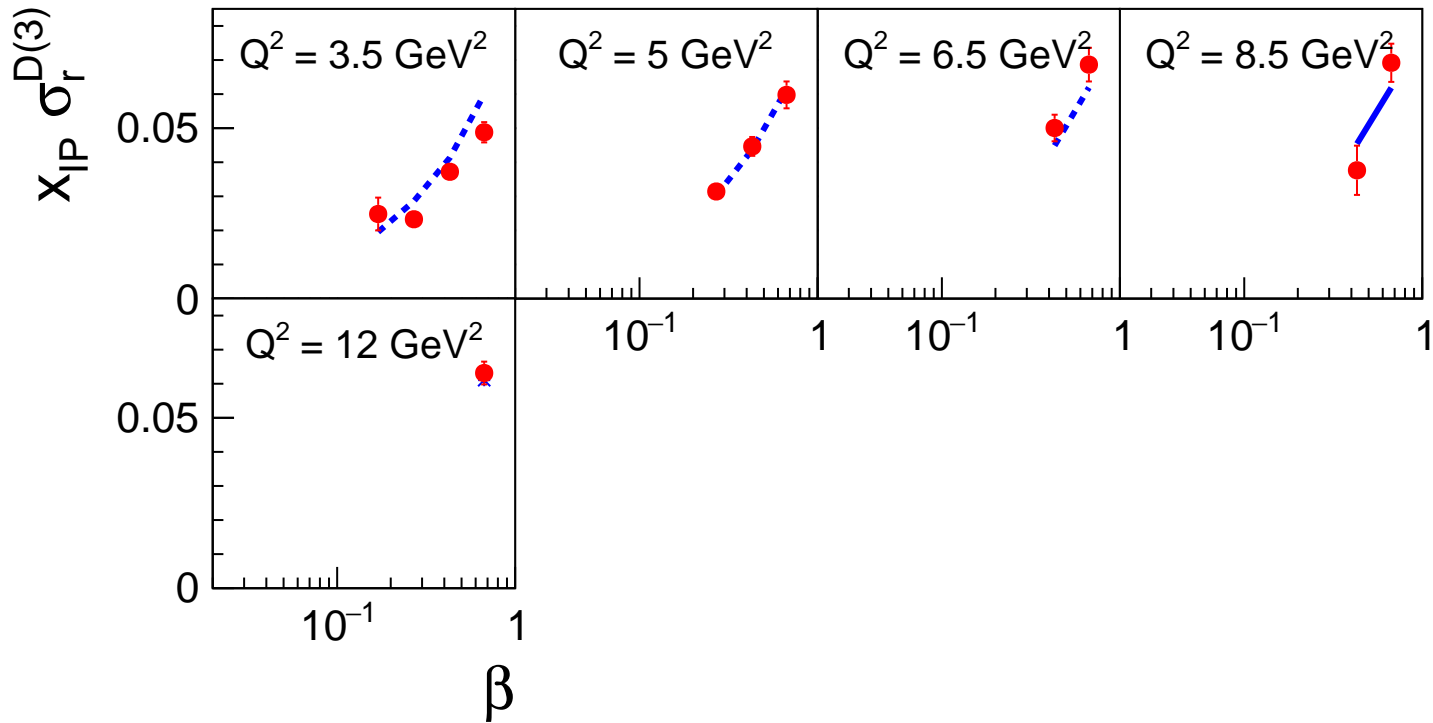 x_IP σ_r^D(3)
Q² = 3.5 GeV²
Q² = 5 GeV²
Q² = 6.5 GeV²
Q² = 8.5 GeV²
0.05
0
10⁻¹ 1 10⁻¹ 1 10⁻¹ 1
Q² = 12 GeV²
0.05
0
10⁻¹ 1
β